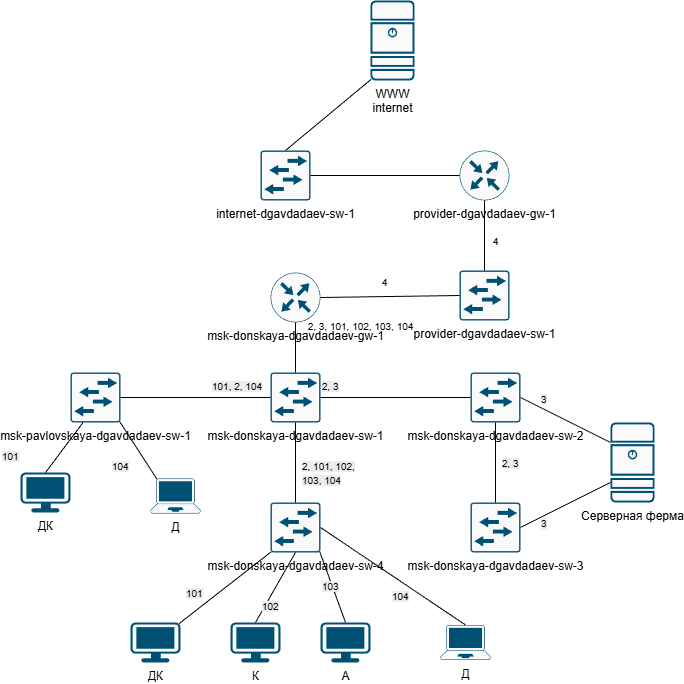 WWW
internet
internet-dgavdadaev-sw-1
provider-dgavdadaev-gw-1
4
4
2, 3, 101, 102, 103, 104
msk-donskaya-dgavdadaev-gw-1
provider-dgavdadaev-sw-1
101, 2, 104
2, 3
3
msk-pavlovskaya-dgavdadaev-sw-1
msk-donskaya-dgavdadaev-sw-1
msk-donskaya-dgavdadaev-sw-2
101
104
2, 101, 102,
103, 104
2, 3
Серверная ферма
3
ДК
Д
msk-donskaya-dgavdadaev-sw-4
msk-donskaya-dgavdadaev-sw-3
101
102
103
104
ДК
К
А
Д